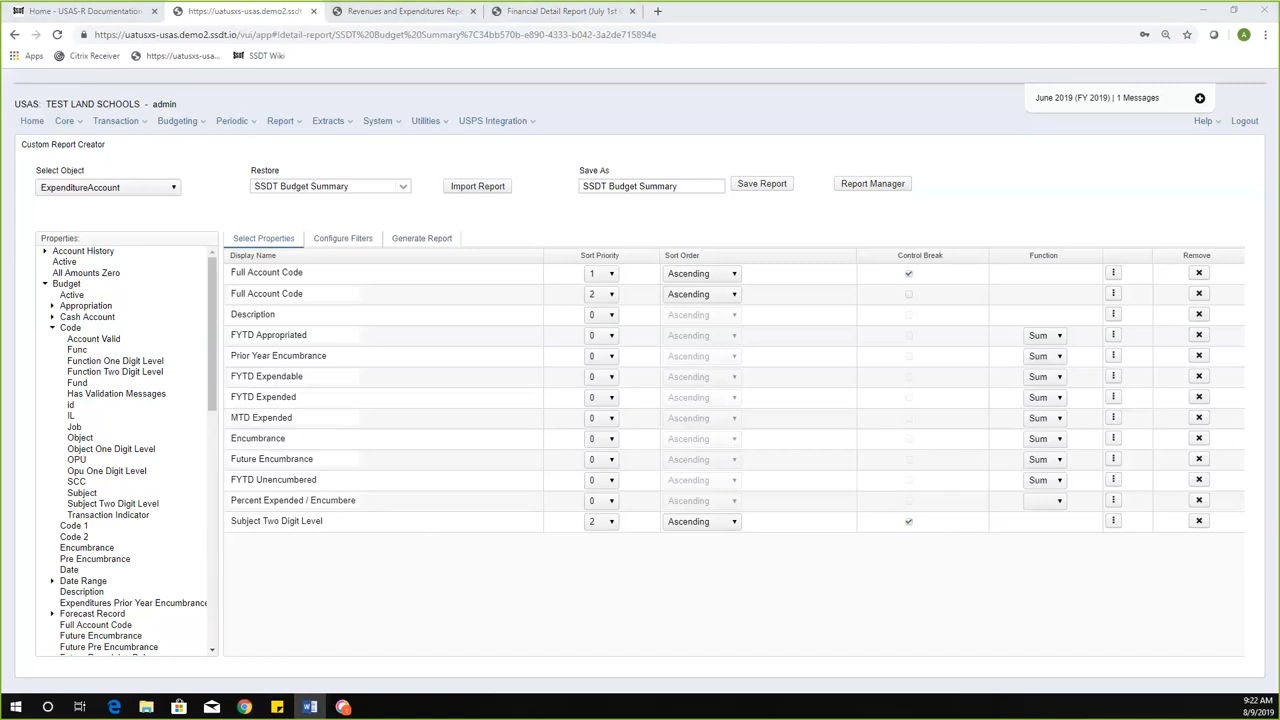 Home - USAS-R Documentation
https://uatusxs-usas.demo2.ssdt
Revenues and Expenditures Rep
Financial Detail Report (July 1st
https://uatusxs-usas.demo2.ssdt.io/vui/app#!detail-report/SSDT%20Budget%20Summary%7C34bb570b-e890-4333-b042-3a2de715894e
A
Apps
Citrix Receiver
https://uatusxs-usa...
SSDT Wiki
USAS: TEST LAND SCHOOLS - admin
June 2019 (FY 2019) | 1 Messages
Home Core Transaction Budgeting Periodic Report Extracts System Utilities USPS Integration Help Logout
Custom Report Creator
Select Object
Restore
Save As
ExpenditureAccount
SSDT Budget Summary
Import Report
SSDT Budget Summary
Save Report
Report Manager
Properties:
Account History
Active
All Amounts Zero
Budget
Active
Appropriation
Cash Account
Code
Account Valid
Func
Function One Digit Level
Function Two Digit Level
Fund
Has Validation Messages
id
IL
Job
Object
Object One Digit Level
OPU
Opu One Digit Level
SCC
Subject
Subject Two Digit Level
Transaction Indicator
Code 1
Code 2
Encumbrance
Pre Encumbrance
Date
Date Range
Description
Expenditures Prior Year Encumbrance
Forecast Record
Full Account Code
Future Encumbrance
Future Pre Encumbrance
Select Properties
Configure Filters
Generate Report
Display Name Sort Priority Sort Order Control Break Function Remove
Full Account Code 1 Ascending
Full Account Code 2 Ascending
Description 0 Ascending
FYTD Appropriated 0 Ascending Sum
Prior Year Encumbrance 0 Ascending Sum
FYTD Expendable 0 Ascending Sum
FYTD Expended 0 Ascending Sum
MTD Expended 0 Ascending Sum
Encumbrance 0 Ascending Sum
Future Encumbrance 0 Ascending Sum
FYTD Unencumbered 0 Ascending Sum
Percent Expended / Encumbere 0 Ascending
Subject Two Digit Level 2 Ascending
9:22 AM
8/9/2019